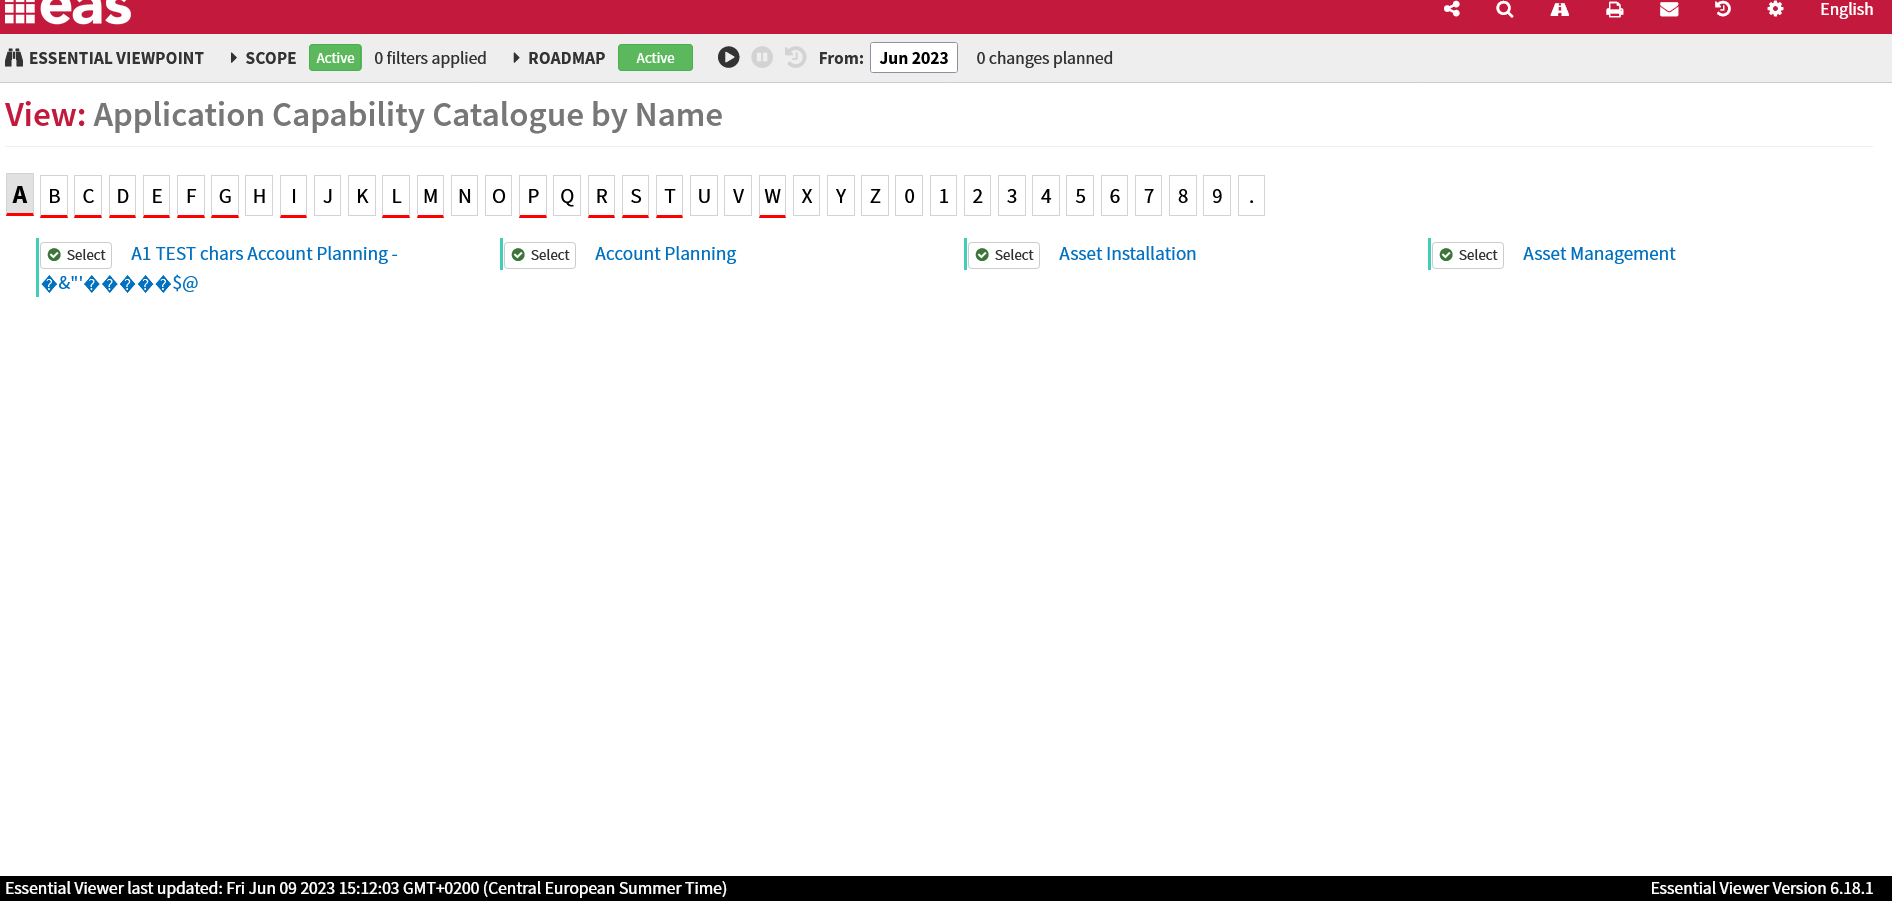 eas
English
ESSENTIAL VIEWPOINT SCOPE Active 0 filters applied ROADMAP Active From: Jun 2023 0 changes planned
View: Application Capability Catalogue by Name
A B C D E F G H I J K L M N O P Q R S T U V W X Y Z 0 1 2 3 4 5 6 7 8 9 .
Select A1 TEST chars Account Planning -
�&"'�����$@
Select Account Planning
Select Asset Installation
Select Asset Management
Essential Viewer last updated: Fri Jun 09 2023 15:12:03 GMT+0200 (Central European Summer Time)
Essential Viewer Version 6.18.1